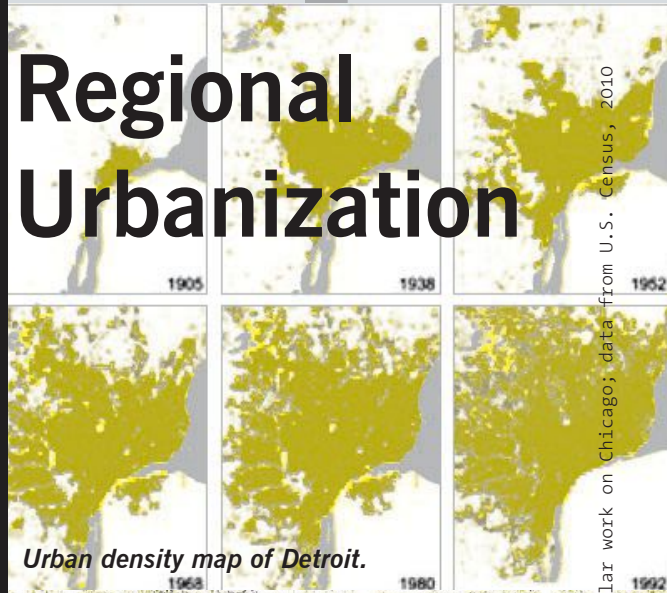 Regional
Urbanization
1905
1938
1952
1968
1980
1992
Urban density map of Detroit.
work on Chicago; data from U.S. Census, 2010